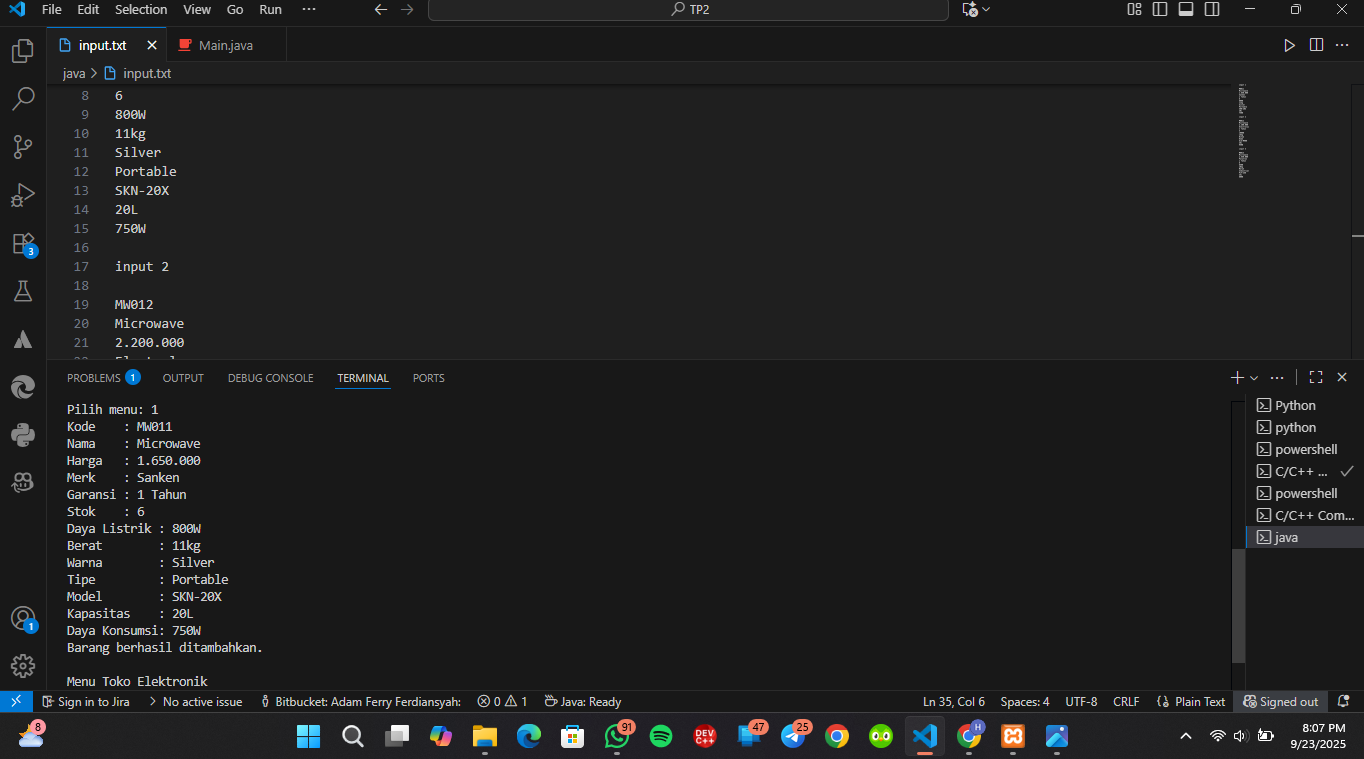 File Edit Selection View Go Run ··· TP2
input.txt Main.java
java > input.txt
8 6
9 800W
10 11kg
11 Silver
12 Portable
13 SKN-20X
14 20L
15 750W
16
17 input 2
18
19 MW012
20 Microwave
21 2.200.000
PROBLEMS 1 OUTPUT DEBUG CONSOLE TERMINAL PORTS
Pilih menu: 1
Kode : MW011
Nama : Microwave
Harga : 1.650.000
Merk : Sanken
Garansi : 1 Tahun
Stok : 6
Daya Listrik : 800W
Berat : 11kg
Warna : Silver
Tipe : Portable
Model : SKN-20X
Kapasitas : 20L
Daya Konsumsi: 750W
Barang berhasil ditambahkan.
Menu Toko Elektronik
Python
python
powershell
C/C++ ...
powershell
C/C++ Com...
java
3
1
Sign in to Jira No active issue Bitbucket: Adam Ferry Ferdiansyah: 0 1 Java: Ready Ln 35, Col 6 Spaces: 4 UTF-8 CRLF Plain Text Signed out
8 91 DEV C++ 47 25 H 8:07 PM
9/23/2025